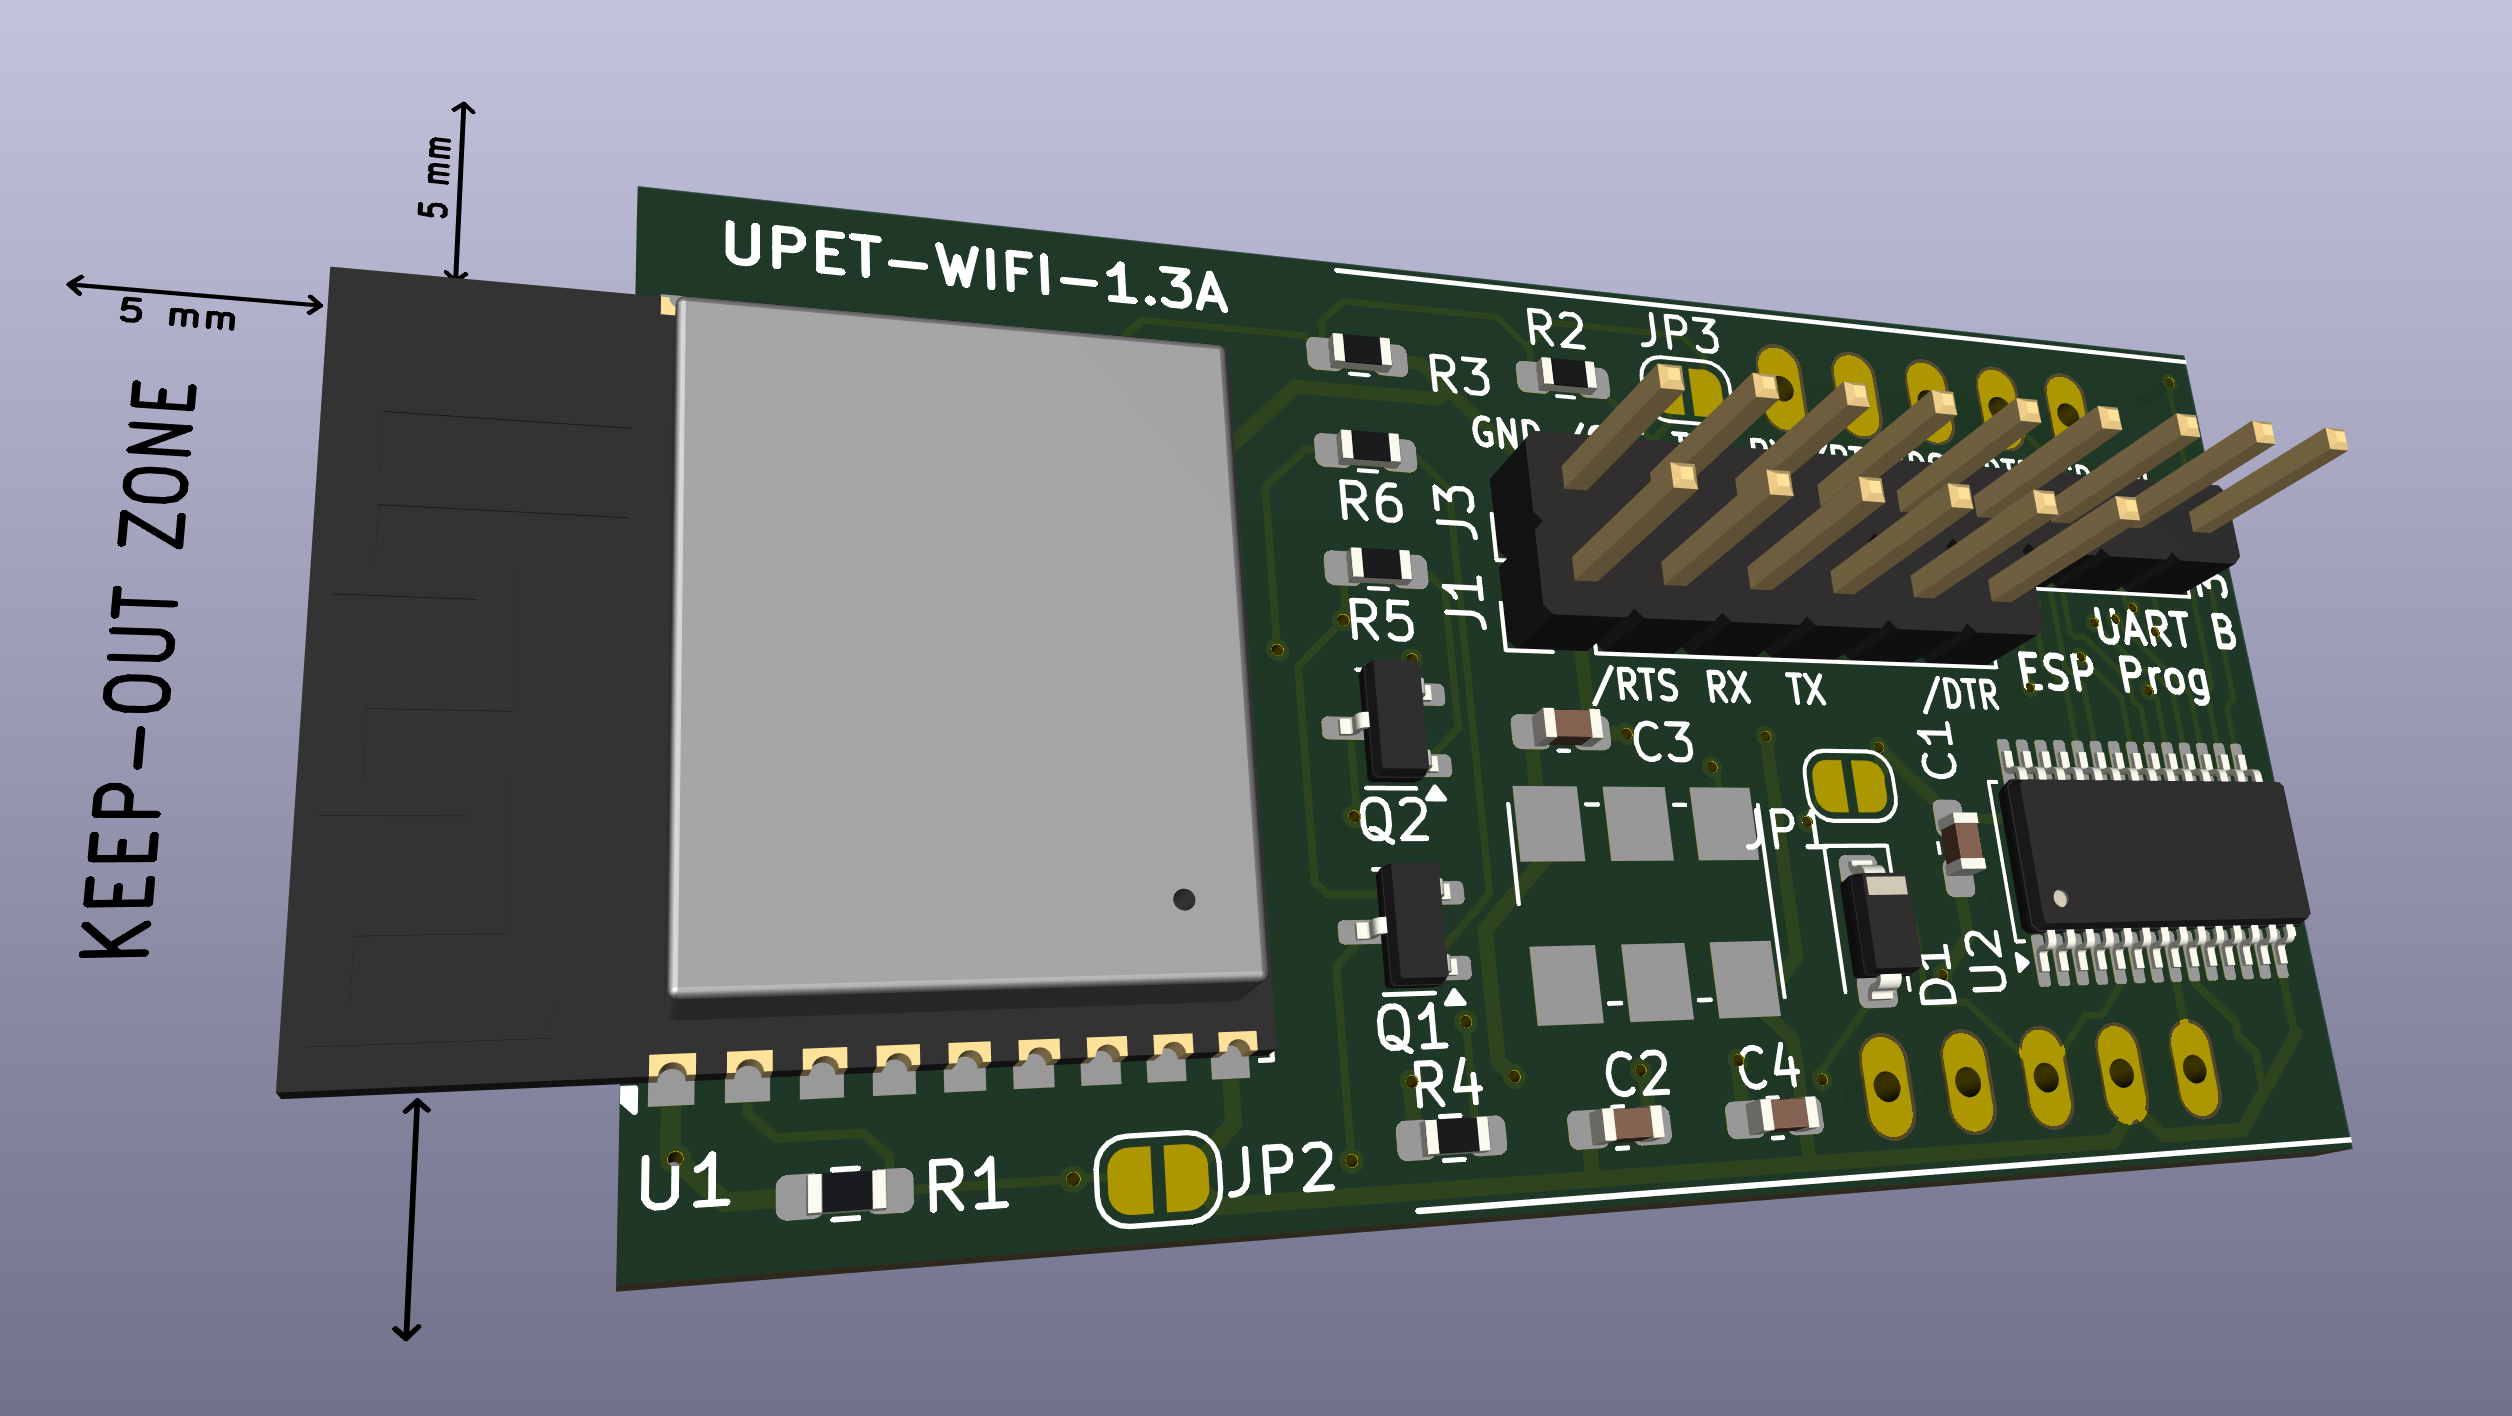 5 mm
5 mm
KEEP-OUT ZONE
UPET-WIFI-1.3A
R2
JP3
R3
GND
R6
J3
R5
J1
UART B
ESP Prog
/RTS RX TX
/DTR
C3
C1
Q2
JP1
Q1
D1
U2
R4
C2
C4
U1
R1
JP2